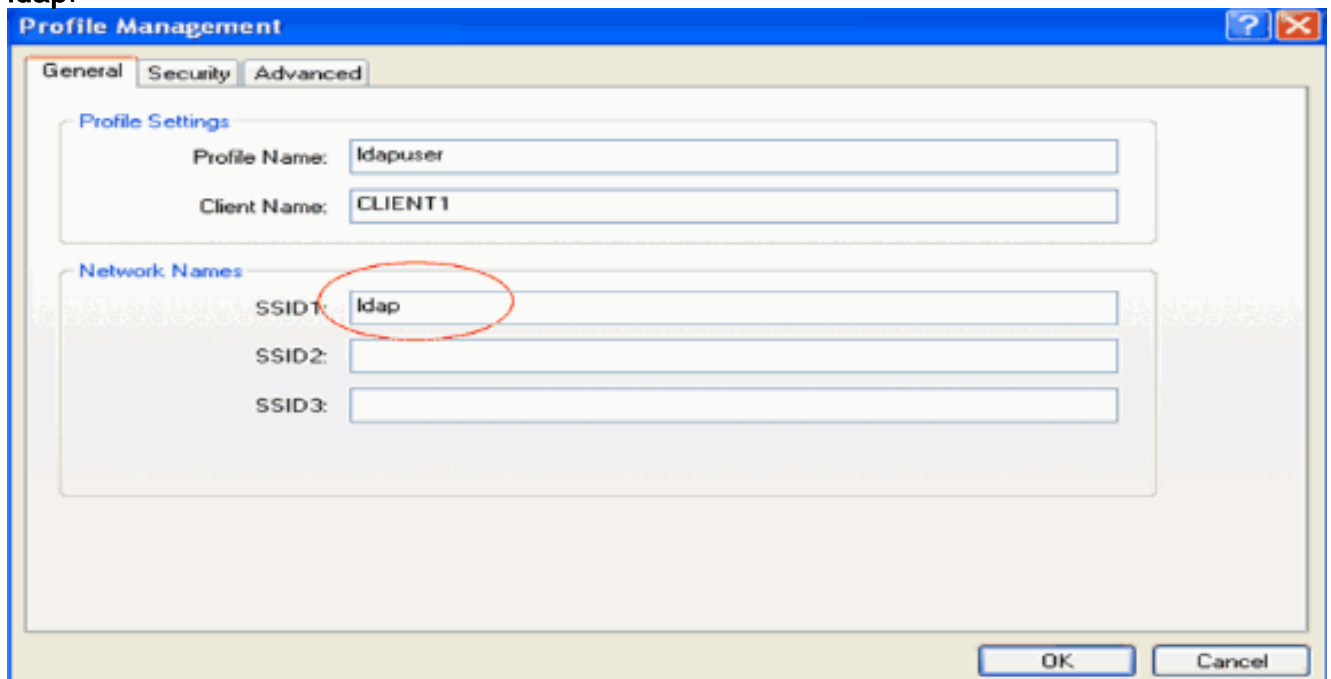 ldap.
Profile Management
General Security Advanced
Profile Settings
Profile Name: ldapuser
Client Name: CLIENT1
Network Names
SSID1: ldap
SSID2:
SSID3:
OK Cancel